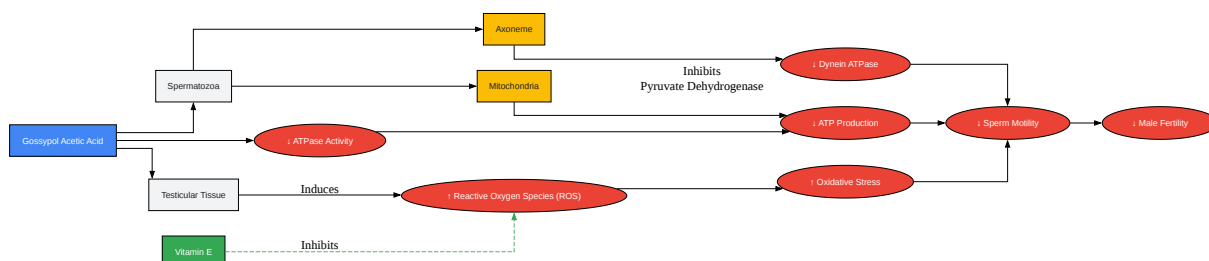 Axoneme
Inhibits
Pyruvate Dehydrogenase
↓ Dynein ATPase
Spermatozoa
Mitochondria
↓ ATP Production
↓ Sperm Motility
↓ Male Fertility
Gossypol Acetic Acid
↓ ATPase Activity
Testicular Tissue
Induces
↑ Reactive Oxygen Species (ROS)
↑ Oxidative Stress
Vitamin E
Inhibits